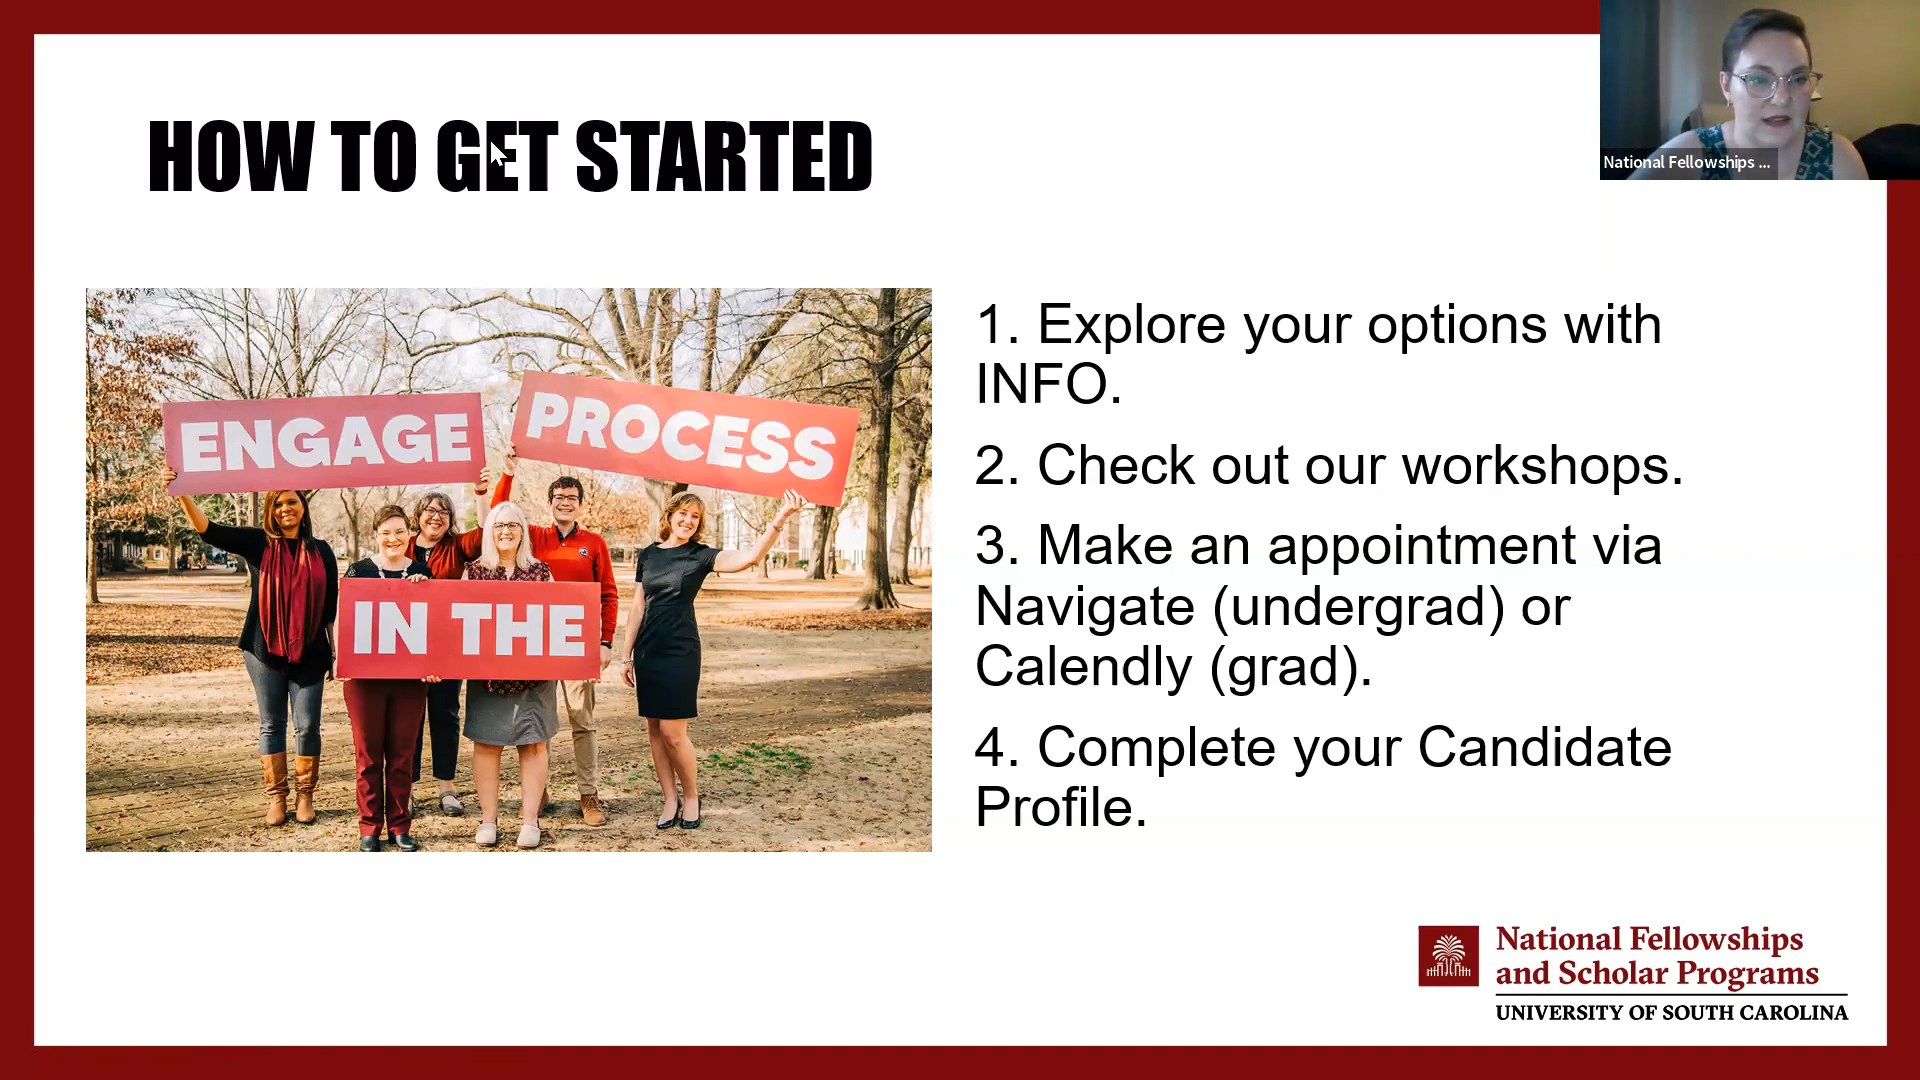 National Fellowships ...
HOW TO GET STARTED
ENGAGE
PROCESS
IN THE
1. Explore your options with
INFO.
2. Check out our workshops.
3. Make an appointment via
Navigate (undergrad) or
Calendly (grad).
4. Complete your Candidate
Profile.
National Fellowships
and Scholar Programs
UNIVERSITY OF SOUTH CAROLINA